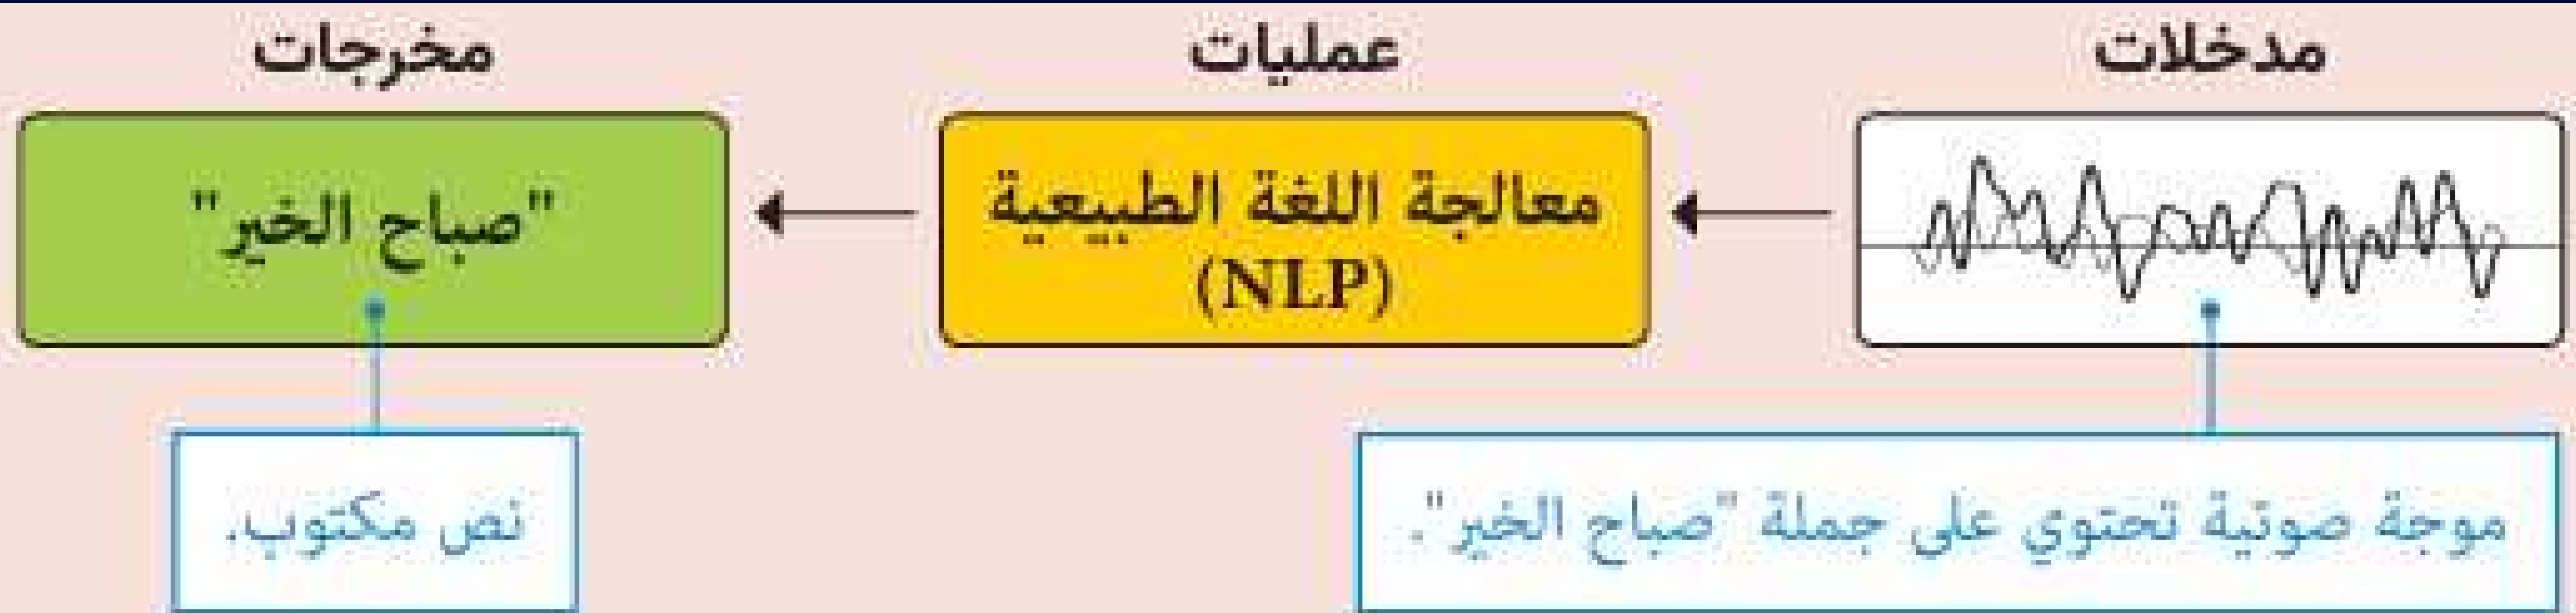 مدخلات
عمليات
مخرجات
معالجة اللغة الطبيعية
(NLP)
"صباح الخير"
موجة صوتية تحتوي على جملة "صباح الخير".
نص مكتوب.